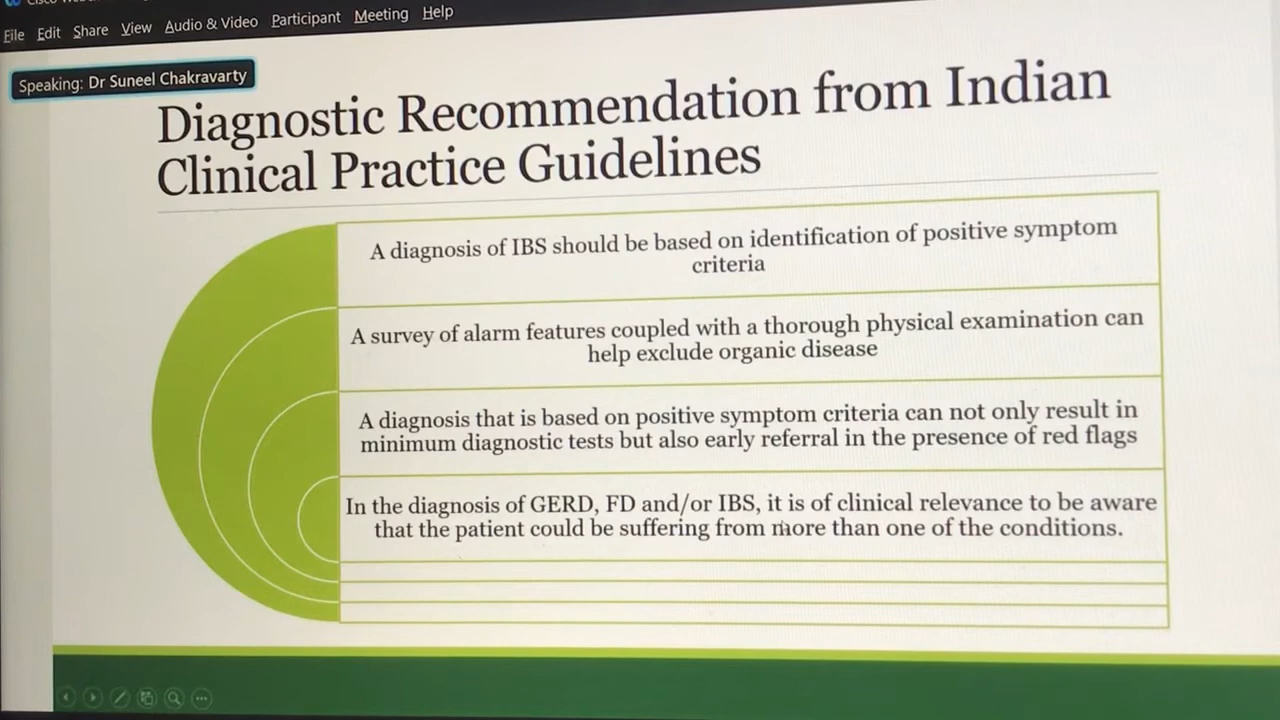 File Edit Share View Audio & Video Participant Meeting Help
Speaking: Dr Suneel Chakravarty
Diagnostic Recommendation from Indian
Clinical Practice Guidelines
A diagnosis of IBS should be based on identification of positive symptom
criteria
A survey of alarm features coupled with a thorough physical examination can
help exclude organic disease
A diagnosis that is based on positive symptom criteria can not only result in
minimum diagnostic tests but also early referral in the presence of red flags
In the diagnosis of GERD, FD and/or IBS, it is of clinical relevance to be aware
that the patient could be suffering from more than one of the conditions.